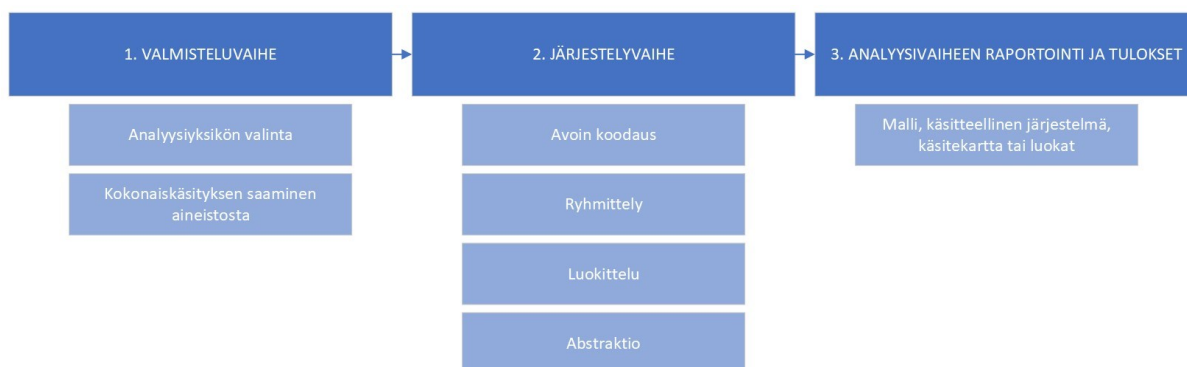 1. VALMISTELUVAIHE
Analyysiyksikön valinta
Kokonaiskäsityksen saaminen
aineistosta
2. JÄRJESTELYVAIHE
Avoin koodaus
Ryhmittely
Luokittelu
Abstraktio
3. ANALYYSIVAIHEEN RAPORTOINTI JA TULOKSET
Malli, käsitteellinen järjestelmä,
käsitekartta tai luokat